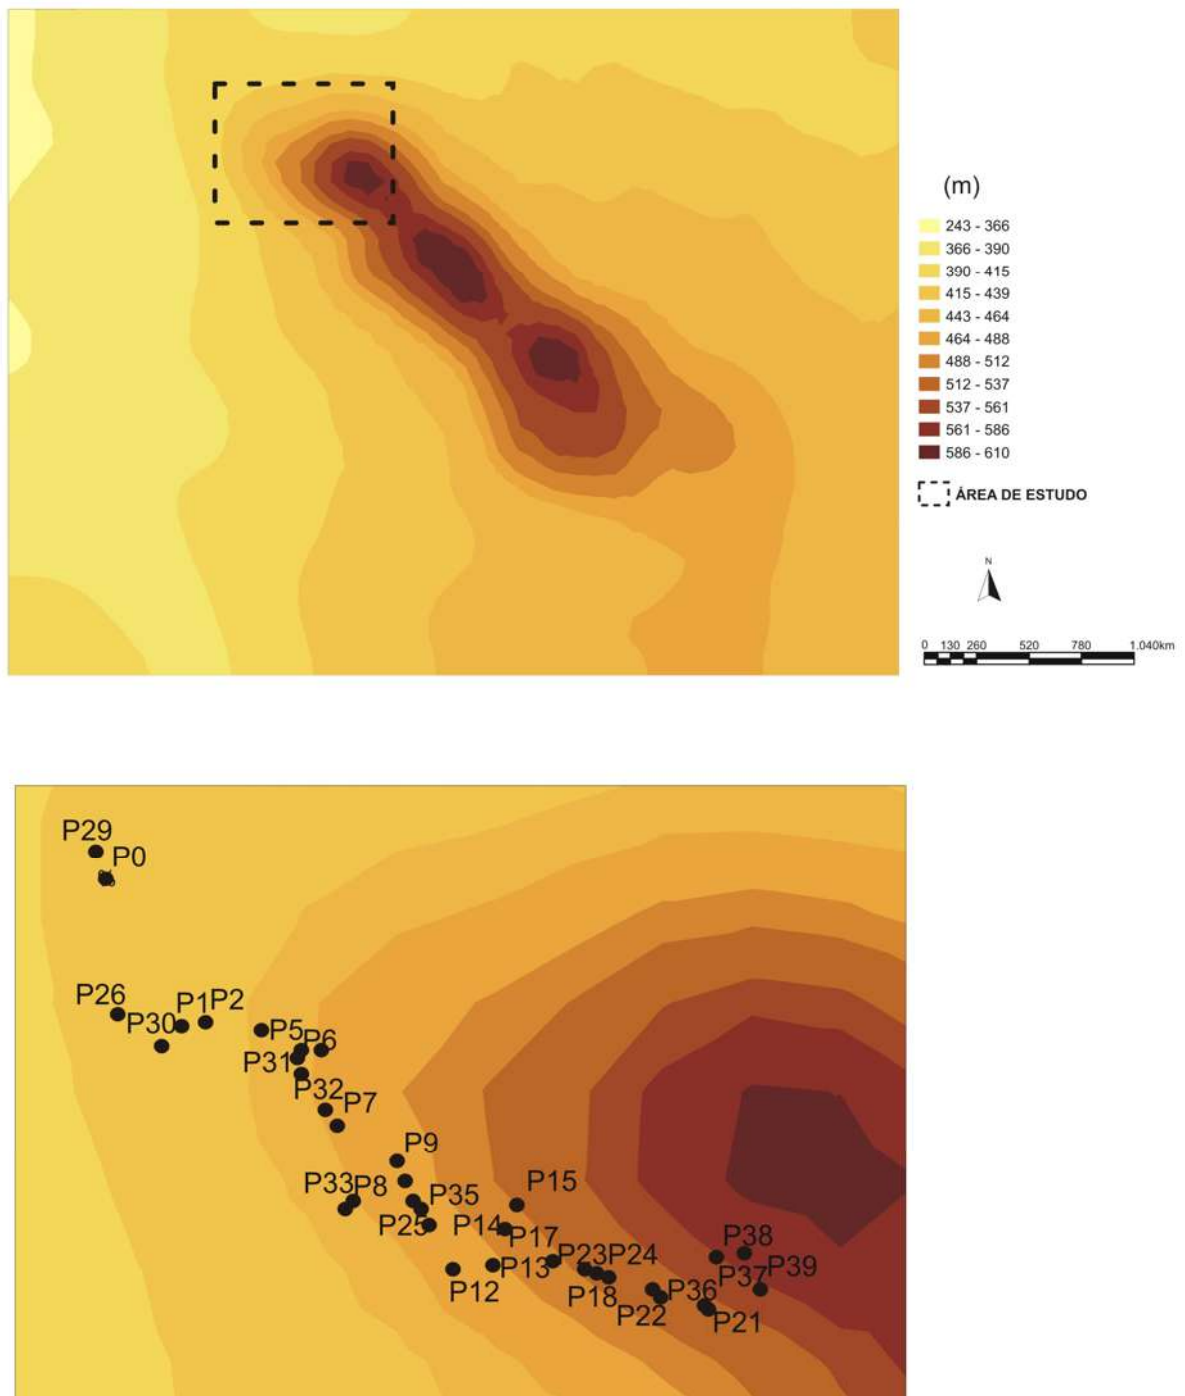 (m)
243 - 366
366 - 390
390 - 415
415 - 439
443 - 464
464 - 488
488 - 512
512 - 537
537 - 561
561 - 586
586 - 610
ÁREA DE ESTUDO
N
0 130 260 520 780 1.040km
P29
P0
P26
P30 P1 P2
P5 P6
P31
P32 P7
P9
P33 P8 P35 P15
P25 P14 P17
P38
P12 P13 P23 P24 P37 P39
P18 P36
P22 P21